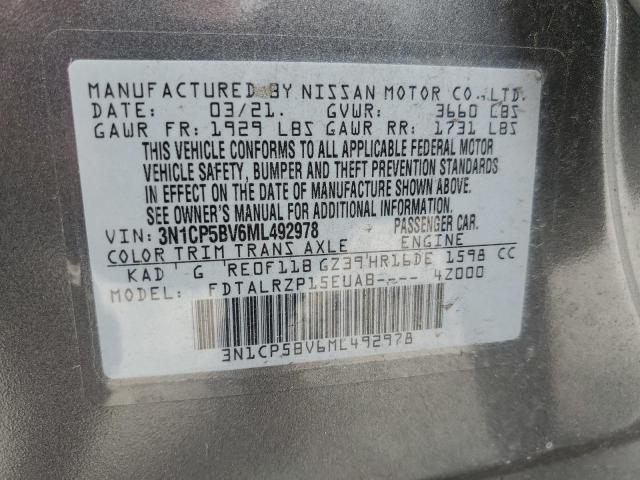 MANUFACTURED BY NISSAN MOTOR CO.,LTD.
DATE: 03/21. GVWR: 3660 LBS
GAWR FR: 1929 LBS GAWR RR: 1731 LBS
THIS VEHICLE CONFORMS TO ALL APPLICABLE FEDERAL MOTOR
VEHICLE SAFETY, BUMPER AND THEFT PREVENTION STANDARDS
IN EFFECT ON THE DATE OF MANUFACTURE SHOWN ABOVE.
SEE OWNER'S MANUAL FOR ADDITIONAL INFORMATION.
VIN: 3N1CP5BV6ML492978 PASSENGER CAR.
COLOR TRIM TRANS AXLE ENGINE
KAD G RE0F11B GZ39 HR16DE 1598 CC
MODEL: FDTALRZP15EUAB---- 4Z000
3N1CP5BV6ML492978